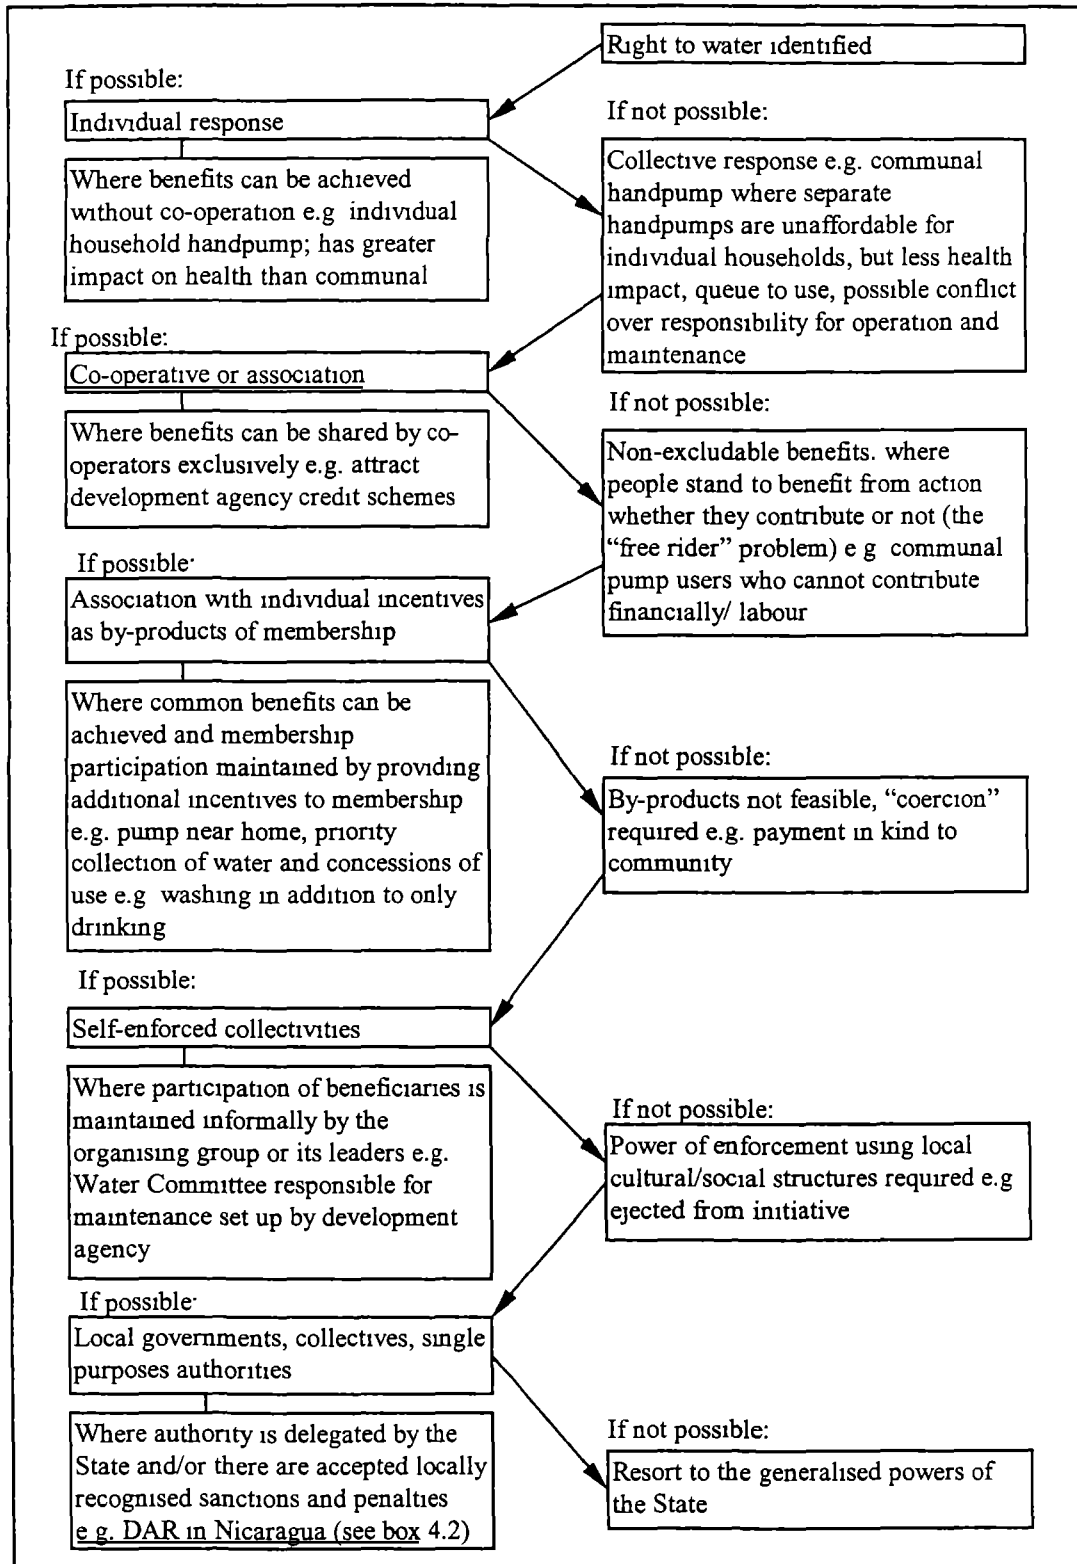 Right to water identified
If possible:
Individual response
Where benefits can be achieved
without co-operation e.g individual
household handpump; has greater
impact on health than communal
If not possible:
Collective response e.g. communal
handpump where separate
handpumps are unaffordable for
individual households, but less health
impact, queue to use, possible conflict
over responsibility for operation and
maintenance
If possible:
Co-operative or association
Where benefits can be shared by co-
operators exclusively e.g. attract
development agency credit schemes
If not possible:
Non-excludable benefits. where
people stand to benefit from action
whether they contribute or not (the
“free rider” problem) e g communal
pump users who cannot contribute
financially/ labour
If possible·
Association with individual incentives
as by-products of membership
Where common benefits can be
achieved and membership
participation maintained by providing
additional incentives to membership
e.g. pump near home, priority
collection of water and concessions of
use e.g washing in addition to only
drinking
If not possible:
By-products not feasible, “coercion”
required e.g. payment in kind to
community
If possible:
Self-enforced collectivities
Where participation of beneficiaries is
maintained informally by the
organising group or its leaders e.g.
Water Committee responsible for
maintenance set up by development
agency
If not possible:
Power of enforcement using local
cultural/social structures required e.g
ejected from initiative
If possible·
Local governments, collectives, single
purposes authorities
Where authority is delegated by the
State and/or there are accepted locally
recognised sanctions and penalties
e.g. DAR in Nicaragua (see box 4.2)
If not possible:
Resort to the generalised powers of
the State